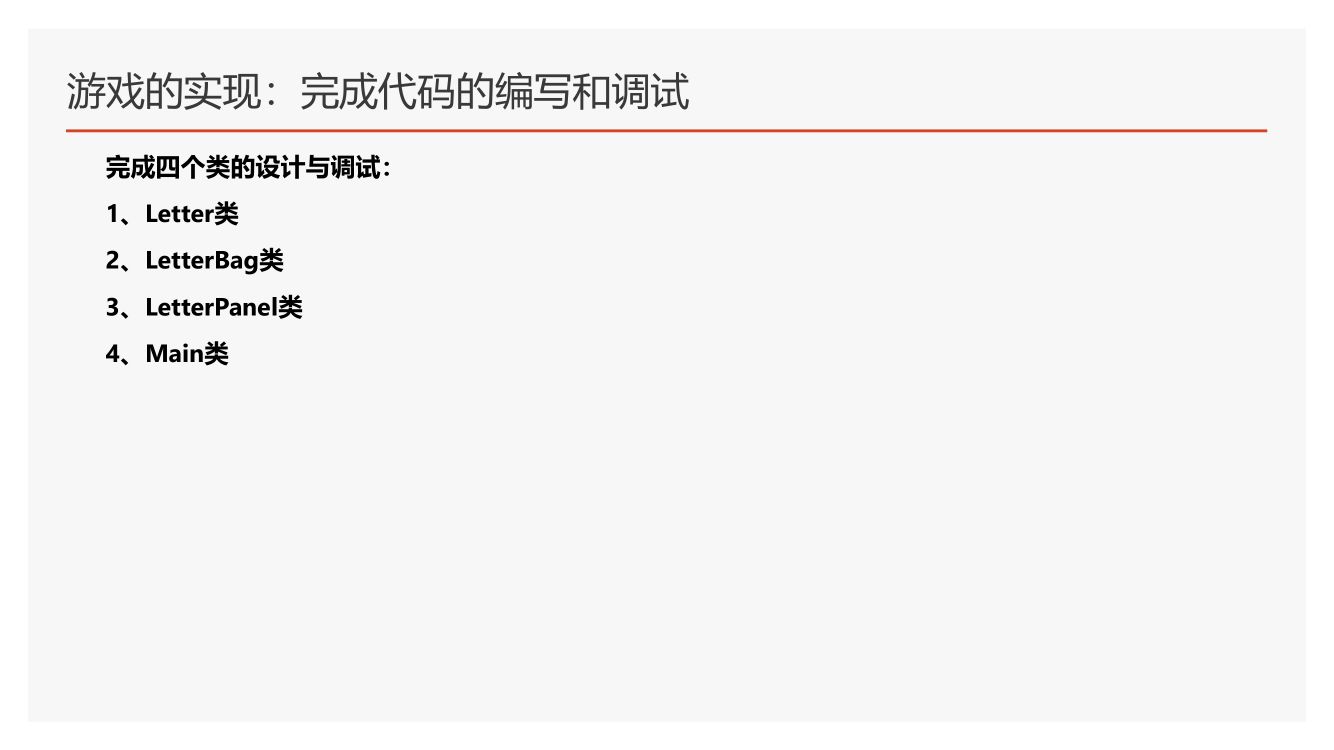 游戏的实现：完成代码的编写和调试
完成四个类的设计与调试：
1、Letter类
2、LetterBag类
3、LetterPanel类
4、Main类